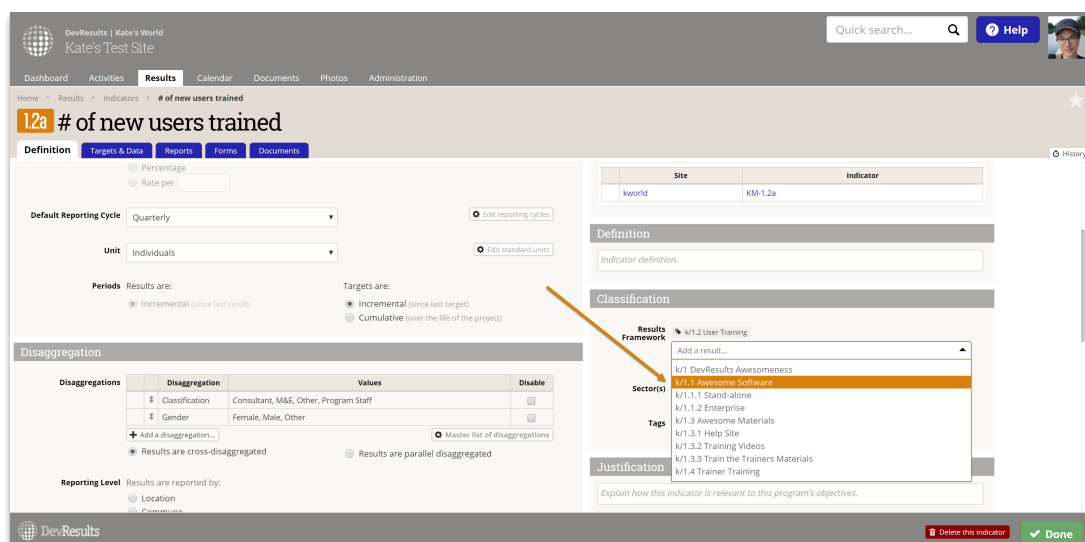 DevResults | Kate's World
Kate's Test Site
Quick search...
Help
Dashboard Activities Results Calendar Documents Photos Administration
Home Results Indicators # of new users trained
1.2a # of new users trained
Definition Targets & Data Reports Forms Documents
History
Percentage
Rate per
Default Reporting Cycle Quarterly Edit reporting cycles
Unit Individuals Edit standard units
Periods Results are: Targets are:
Incremental (since last result) Incremental (since last target)
Cumulative (over the life of the project)
Disaggregation
Disaggregations Disaggregation Values Disable
Classification Consultant, M&E, Other, Program Staff
Gender Female, Male, Other
Add a disaggregation... Master list of disaggregations
Results are cross-disaggregated Results are parallel disaggregated
Reporting Level Results are reported by:
Location
Commune
Site Indicator
kworld KM-1.2a
Definition
Indicator definition.
Classification
Results Framework k/1.2 User Training
Add a result...
k/1 DevResults Awesomeness
k/1.1 Awesome Software
k/1.1.1 Stand-alone
k/1.1.2 Enterprise
k/1.3 Awesome Materials
k/1.3.1 Help Site
k/1.3.2 Training Videos
k/1.3.3 Train the Trainers Materials
k/1.4 Trainer Training
Sector(s)
Tags
Justification
Explain how this indicator is relevant to this program's objectives.
DevResults
Delete this indicator
Done